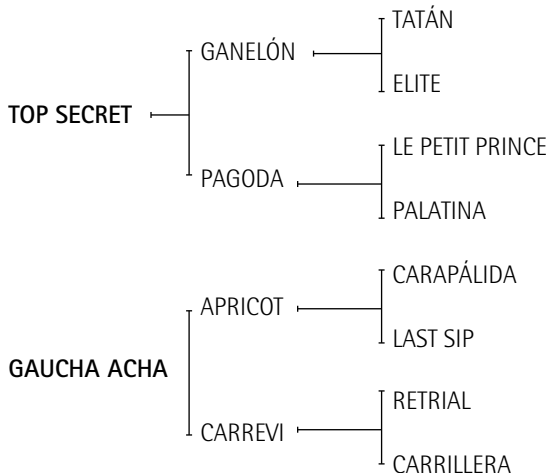 TATÁN
GANELÓN
ELITE
TOP SECRET
LE PETIT PRINCE
PAGODA
PALATINA
CARAPÁLIDA
APRICOT
LAST SIP
GAUCHA ACHA
RETRIAL
CARREVI
CARRILLERA